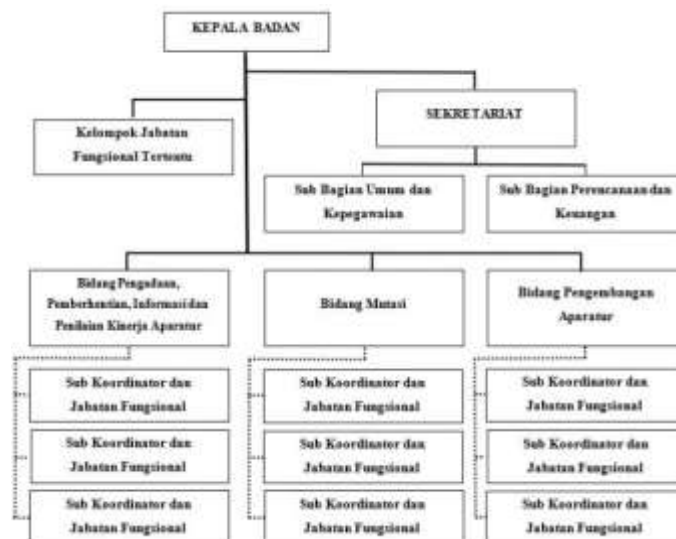 KEPALA BADAN
Kelompok Jabatan
Fungsional Tertentu
SEKRETARIAT
Sub Bagian Umum dan
Kepegawaian
Sub Bagian Perencanaan dan
Keuangan
Bidang Pengadaan,
Pemberhentian, Informasi dan
Penilaian Kinerja Aparatur
Bidang Mutasi
Bidang Pengembangan
Aparatur
Sub Koordinator dan
Jabatan Fungsional
Sub Koordinator dan
Jabatan Fungsional
Sub Koordinator dan
Jabatan Fungsional
Sub Koordinator dan
Jabatan Fungsional
Sub Koordinator dan
Jabatan Fungsional
Sub Koordinator dan
Jabatan Fungsional
Sub Koordinator dan
Jabatan Fungsional
Sub Koordinator dan
Jabatan Fungsional
Sub Koordinator dan
Jabatan Fungsional